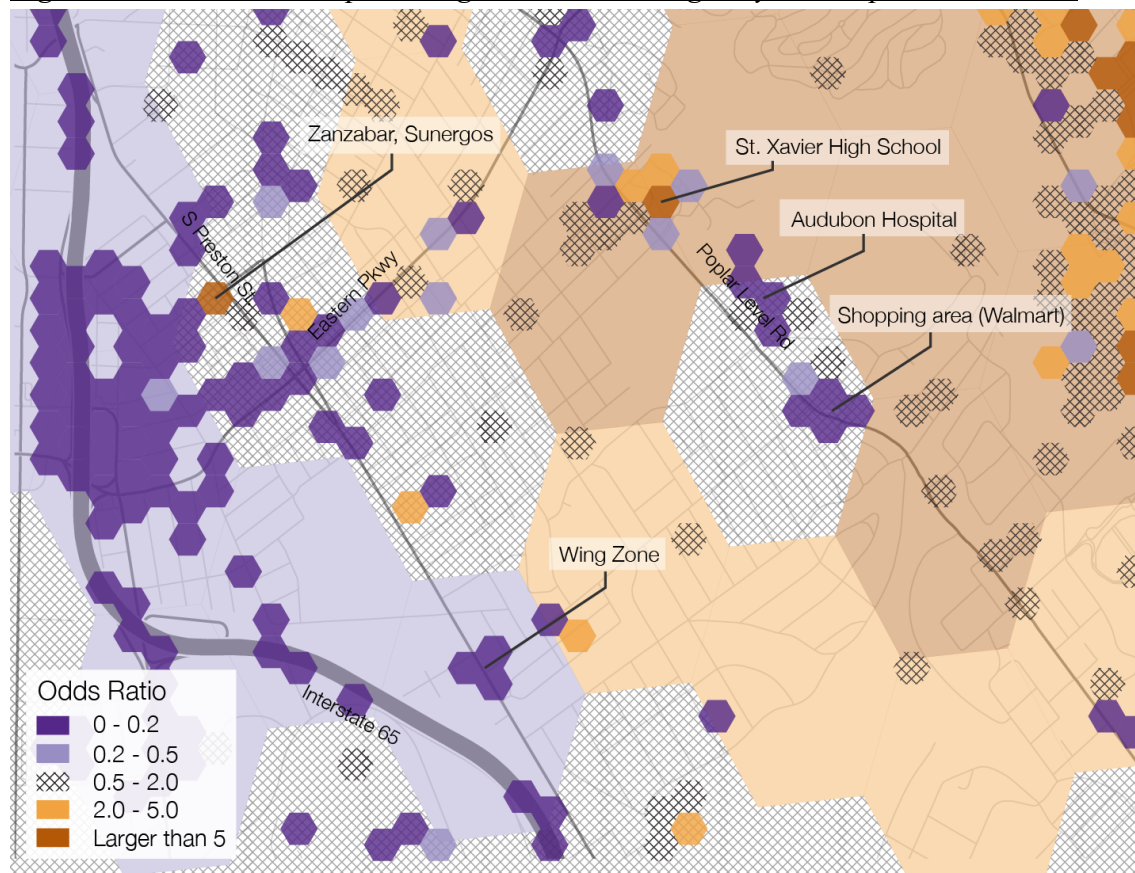 Zanzabar, Sunergos
St. Xavier High School
Audubon Hospital
S Preston St.
Eastern Pkwy
Poplar Level Rd
Shopping area (Walmart)
Wing Zone
Interstate 65
Odds Ratio
0 - 0.2
0.2 - 0.5
0.5 - 2.0
2.0 - 5.0
Larger than 5